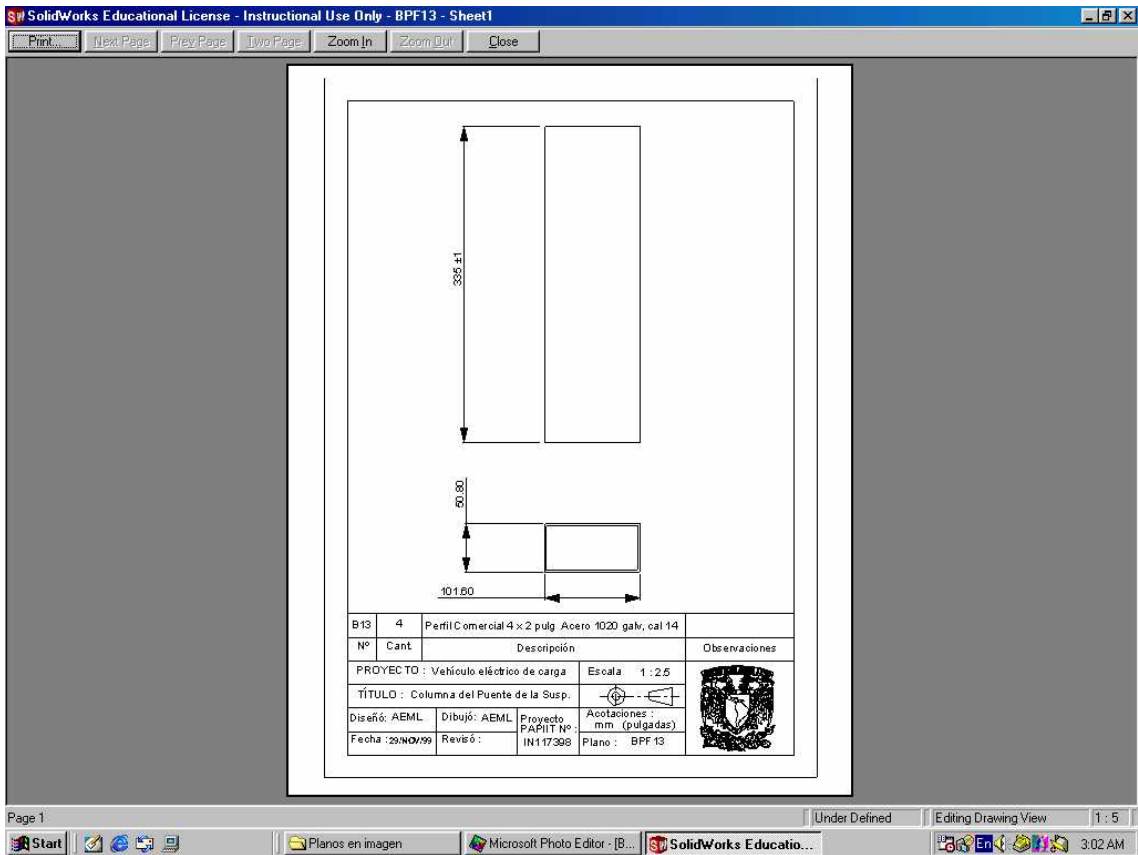 SolidWorks Educational License - Instructional Use Only - BPF13 - Sheet1
Print... Next Page Prev Page Two Page Zoom In Zoom Out Close
335 ±1
50.80
101.60
B13 4 Perfil Comercial 4 x 2 pulg Acero 1020 galv, cal 14
Nº Cant. Descripción Observaciones
PROYECTO : Vehículo eléctrico de carga Escala 1 : 2.5
TÍTULO : Columna del Puente de la Susp.
Diseñó: AEML Dibujó: AEML Proyecto PAPIIT Nº : IN117398 Acotaciones : mm (pulgadas)
Fecha : 29/NOV/99 Revisó : Plano : BPF 13
Page 1 Under Defined Editing Drawing View 1 : 5
Start Planos en imagen Microsoft Photo Editor - [B... SolidWorks Educatio... En 3:02 AM